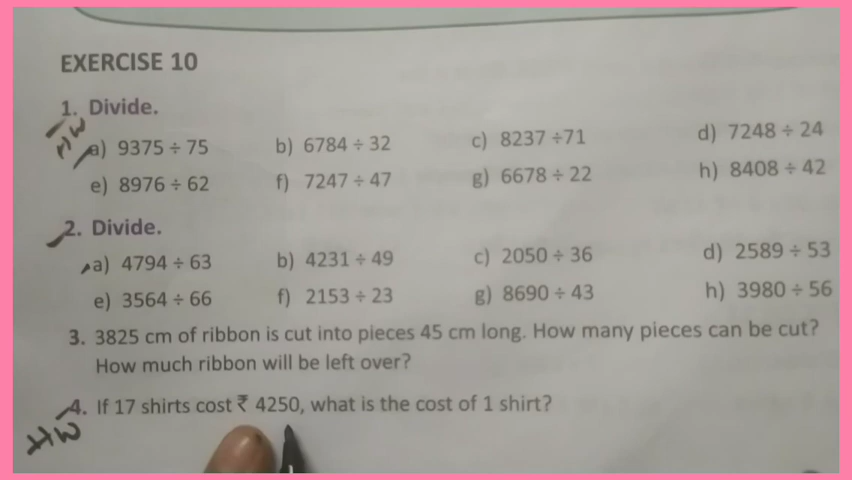 EXERCISE 10
1. Divide.
HW
a) 9375 ÷ 75 b) 6784 ÷ 32 c) 8237 ÷71 d) 7248 ÷ 24
e) 8976 ÷ 62 f) 7247 ÷ 47 g) 6678 ÷ 22 h) 8408 ÷ 42
2. Divide.
a) 4794 ÷ 63 b) 4231 ÷ 49 c) 2050 ÷ 36 d) 2589 ÷ 53
e) 3564 ÷ 66 f) 2153 ÷ 23 g) 8690 ÷ 43 h) 3980 ÷ 56
3. 3825 cm of ribbon is cut into pieces 45 cm long. How many pieces can be cut?
How much ribbon will be left over?
4. If 17 shirts cost ₹ 4250, what is the cost of 1 shirt?
HW